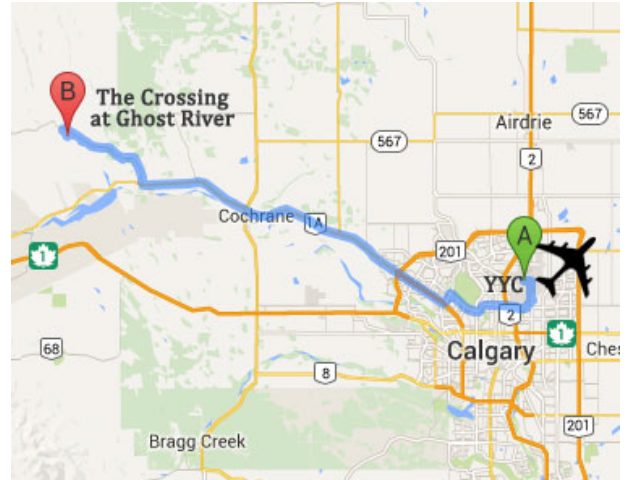 B
The Crossing
at Ghost River
567
567
Airdrie
2
Cochrane
1A
201
A
1
YYC
2
1
Calgary
Ches
68
8
201
Bragg Creek